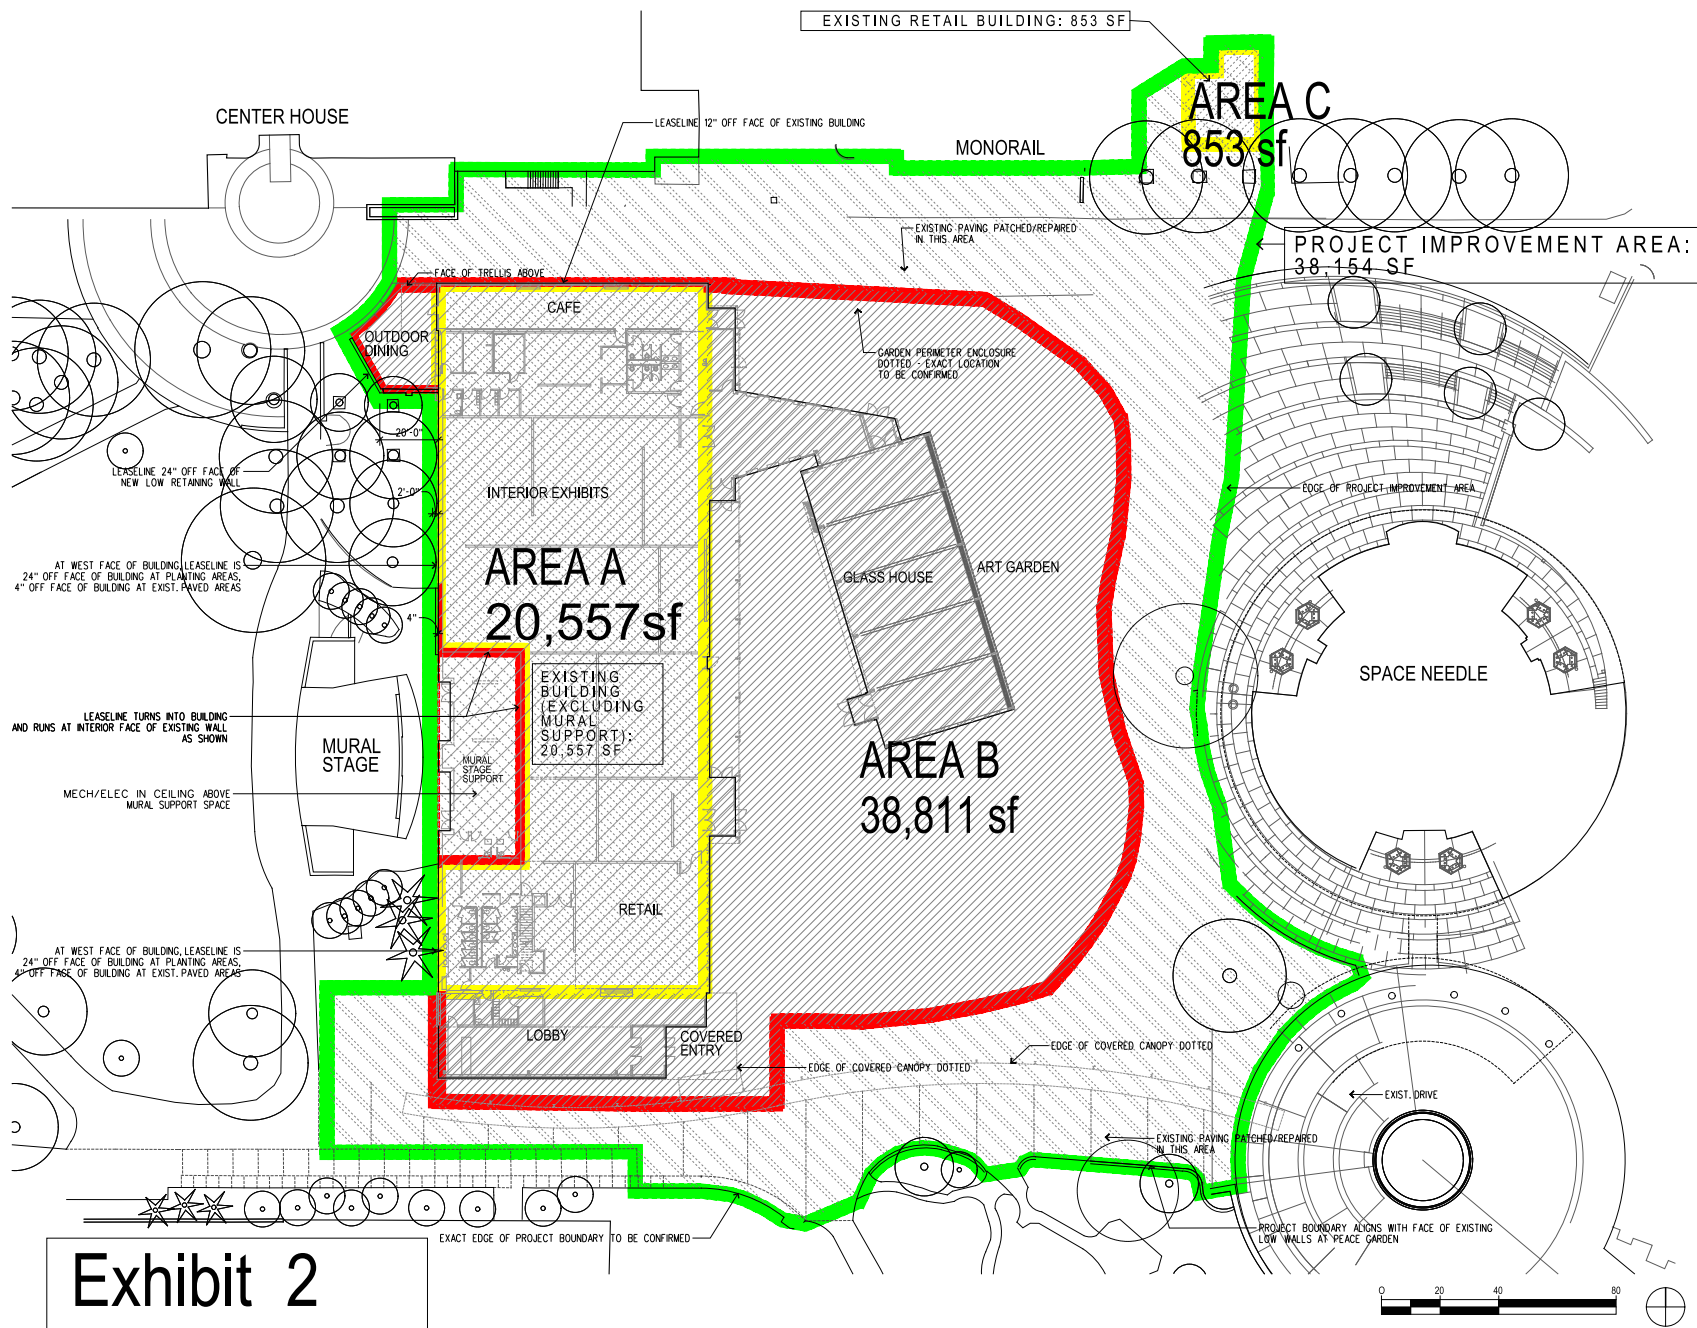 EXISTING RETAIL BUILDING: 853 SF
AREA C
853 sf
CENTER HOUSE
LEASELINE 12" OFF FACE OF EXISTING BUILDING
MONORAIL
EXISTING PAVING PATCHED/REPAIRED
IN THIS AREA
PROJECT IMPROVEMENT AREA:
38,154 SF
FACE OF TRELLIS ABOVE
CAFE
OUTDOOR
DINING
GARDEN PERIMETER ENCLOSURE
DOTTED - EXACT LOCATION
TO BE CONFIRMED
20'-0"
LEASELINE 24" OFF FACE OF
NEW LOW RETAINING WALL
2'-0"
INTERIOR EXHIBITS
EDGE OF PROJECT IMPROVEMENT AREA
AT WEST FACE OF BUILDING, LEASELINE IS
24" OFF FACE OF BUILDING AT PLANTING AREAS,
4" OFF FACE OF BUILDING AT EXIST. PAVED AREAS
AREA A
20,557sf
GLASS HOUSE
ART GARDEN
4"
EXISTING
BUILDING
(EXCLUDING
MURAL
SUPPORT):
20,557 SF
SPACE NEEDLE
LEASELINE TURNS INTO BUILDING
AND RUNS AT INTERIOR FACE OF EXISTING WALL
AS SHOWN
MURAL
STAGE
MURAL
STAGE
SUPPORT
AREA B
38,811 sf
MECH/ELEC IN CEILING ABOVE
MURAL SUPPORT SPACE
RETAIL
AT WEST FACE OF BUILDING, LEASELINE IS
24" OFF FACE OF BUILDING AT PLANTING AREAS,
4" OFF FACE OF BUILDING AT EXIST. PAVED AREAS
LOBBY
COVERED
ENTRY
EDGE OF COVERED CANOPY DOTTED
EDGE OF COVERED CANOPY DOTTED
EXIST. DRIVE
EXISTING PAVING PATCHED/REPAIRED
IN THIS AREA
EXACT EDGE OF PROJECT BOUNDARY TO BE CONFIRMED
PROJECT BOUNDARY ALIGNS WITH FACE OF EXISTING
LOW WALLS AT PEACE GARDEN
Exhibit 2
0 20 40 80